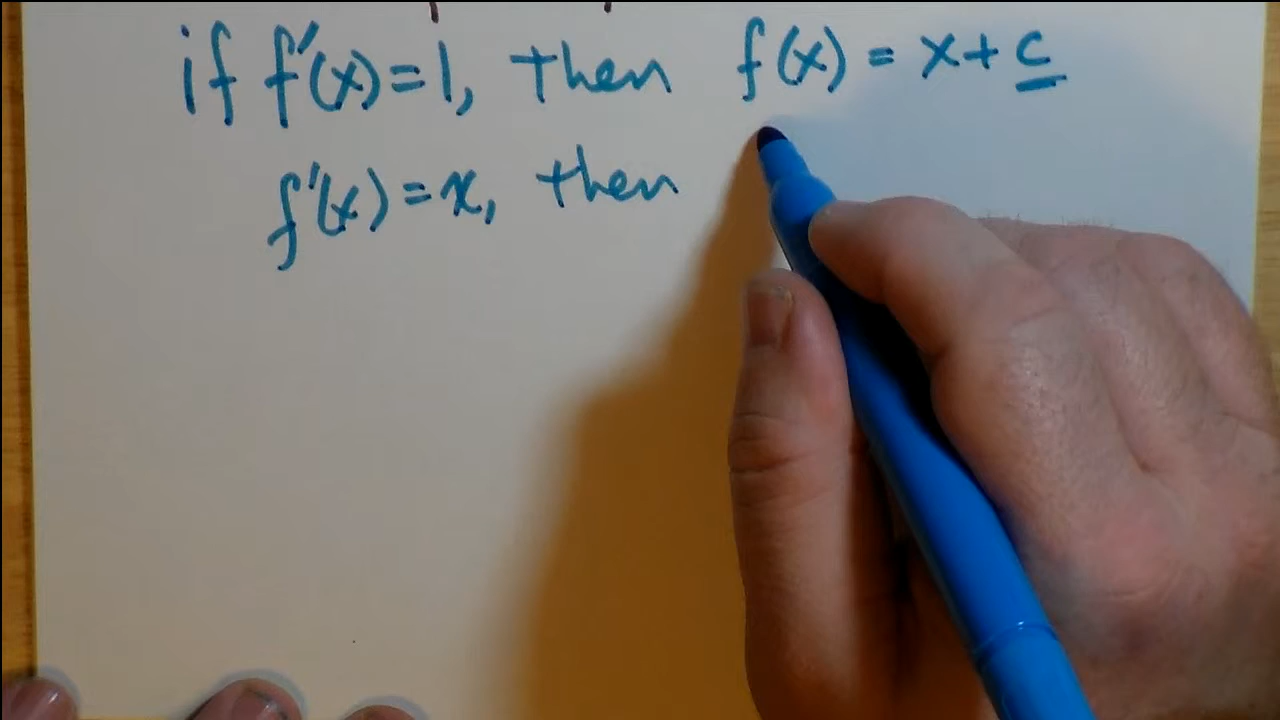 if f'(x)=1, then f(x) = x+c
f'(x)=x, then